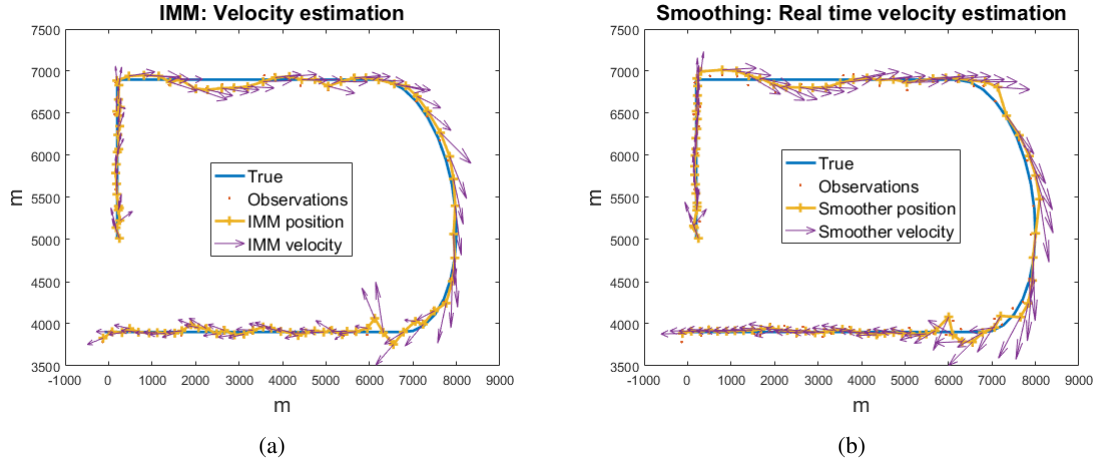 IMM: Velocity estimation
7500
7000
6500
6000
5500
5000
4500
4000
3500
m
True
Observations
IMM position
IMM velocity
-1000 0 1000 2000 3000 4000 5000 6000 7000 8000 9000
m
(a)
Smoothing: Real time velocity estimation
7500
7000
6500
6000
5500
5000
4500
4000
3500
m
True
Observations
Smoother position
Smoother velocity
-1000 0 1000 2000 3000 4000 5000 6000 7000 8000 9000
m
(b)